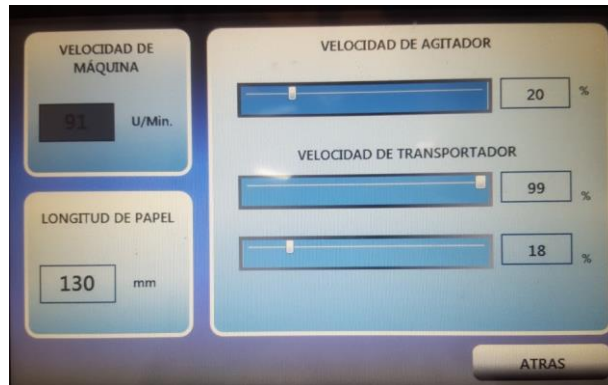 VELOCIDAD DE
MÁQUINA
91 U/Min.
LONGITUD DE PAPEL
130 mm
VELOCIDAD DE AGITADOR
20 %
VELOCIDAD DE TRANSPORTADOR
99 %
18 %
ATRAS